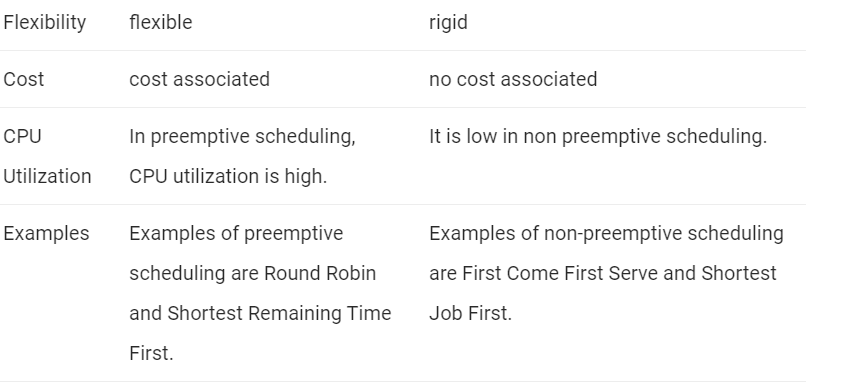 Flexibility flexible rigid
Cost cost associated no cost associated
CPU In preemptive scheduling, It is low in non preemptive scheduling.
Utilization CPU utilization is high.
Examples Examples of preemptive Examples of non-preemptive scheduling
scheduling are Round Robin are First Come First Serve and Shortest
and Shortest Remaining Time Job First.
First.